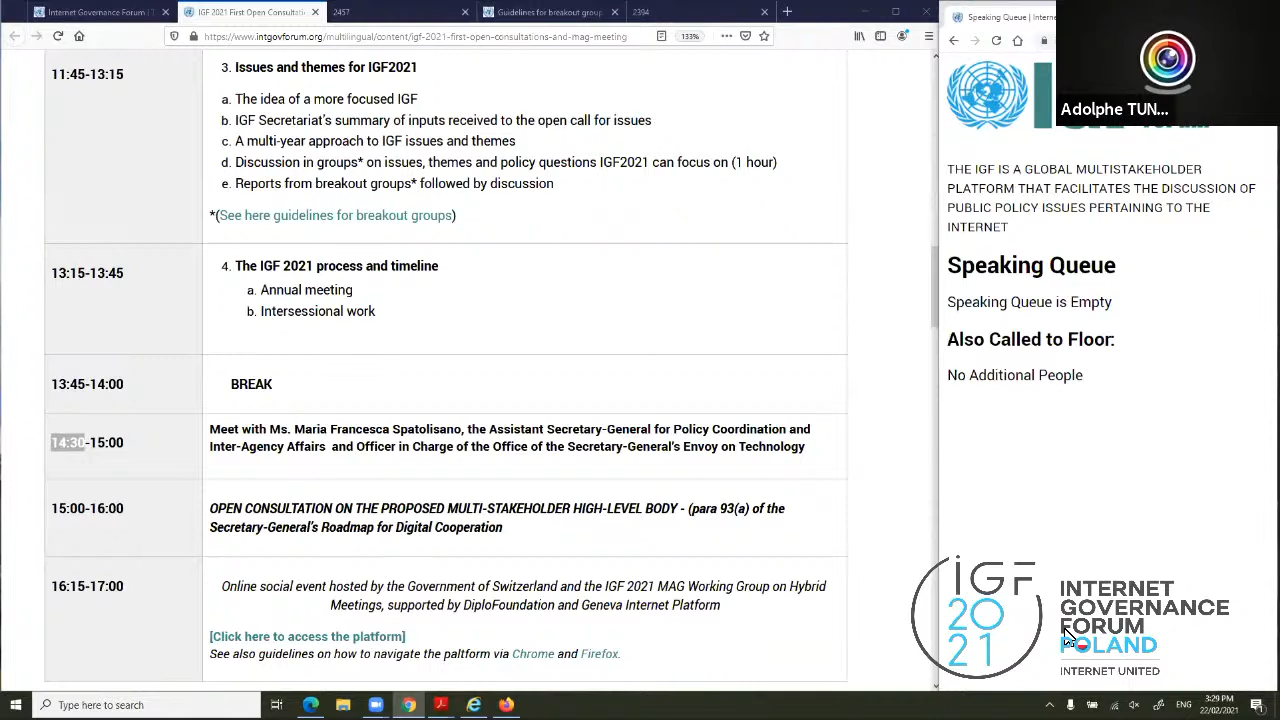 Internet Governance Forum
IGF 2021 First Open Consultati
2457
Guidelines for breakout group
2394
Speaking Queue | Interne
https://www.intgovforum.org/multilingual/content/igf-2021-first-open-consultations-and-mag-meeting
133%
Adolphe TUN...
11:45-13:15
3. Issues and themes for IGF2021
a. The idea of a more focused IGF
b. IGF Secretariat's summary of inputs received to the open call for issues
c. A multi-year approach to IGF issues and themes
d. Discussion in groups* on issues, themes and policy questions IGF2021 can focus on (1 hour)
e. Reports from breakout groups* followed by discussion
*(See here guidelines for breakout groups)
13:15-13:45
4. The IGF 2021 process and timeline
a. Annual meeting
b. Intersessional work
13:45-14:00
BREAK
14:30-15:00
Meet with Ms. Maria Francesca Spatolisano, the Assistant Secretary-General for Policy Coordination and
Inter-Agency Affairs and Officer in Charge of the Office of the Secretary-General's Envoy on Technology
15:00-16:00
OPEN CONSULTATION ON THE PROPOSED MULTI-STAKEHOLDER HIGH-LEVEL BODY - (para 93(a) of the
Secretary-General's Roadmap for Digital Cooperation
16:15-17:00
Online social event hosted by the Government of Switzerland and the IGF 2021 MAG Working Group on Hybrid
Meetings, supported by DiploFoundation and Geneva Internet Platform
[Click here to access the platform]
See also guidelines on how to navigate the paltform via Chrome and Firefox.
THE IGF IS A GLOBAL MULTISTAKEHOLDER
PLATFORM THAT FACILITATES THE DISCUSSION OF
PUBLIC POLICY ISSUES PERTAINING TO THE
INTERNET
Speaking Queue
Speaking Queue is Empty
Also Called to Floor:
No Additional People
iGF
20
21
INTERNET
GOVERNANCE
FORUM
POLAND
INTERNET UNITED
Type here to search
ENG
3:29 PM
22/02/2021